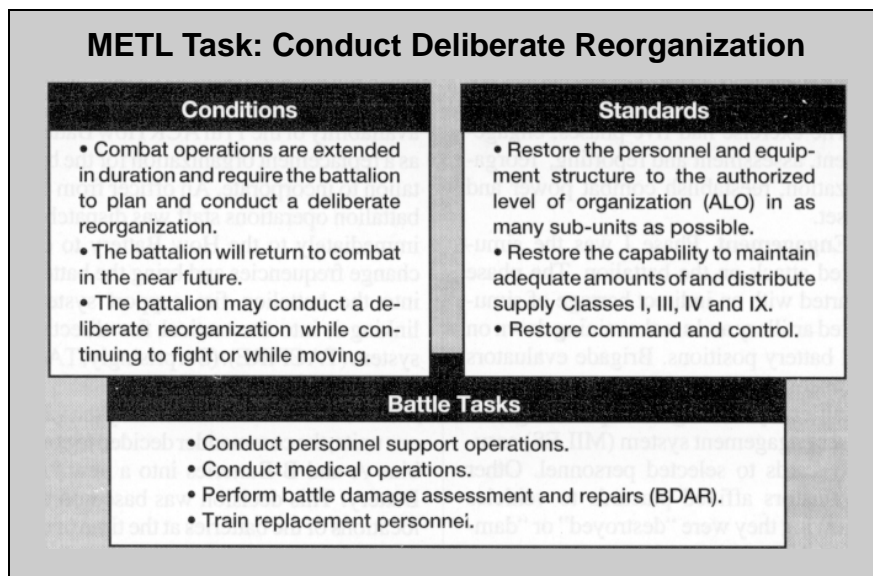 METL Task: Conduct Deliberate Reorganization
Conditions
• Combat operations are extended
in duration and require the battalion
to plan and conduct a deliberate
reorganization.
• The battalion will return to combat
in the near future.
• The battalion may conduct a de-
liberate reorganization while con-
tinuing to fight or while moving.
Standards
• Restore the personnel and equip-
ment structure to the authorized
level of organization (ALO) in as
many sub-units as possible.
• Restore the capability to maintain
adequate amounts of and distribute
supply Classes I, III, IV and IX.
• Restore command and control.
Battle Tasks
• Conduct personnel support operations.
• Conduct medical operations.
• Perform battle damage assessment and repairs (BDAR).
• Train replacement personnel.